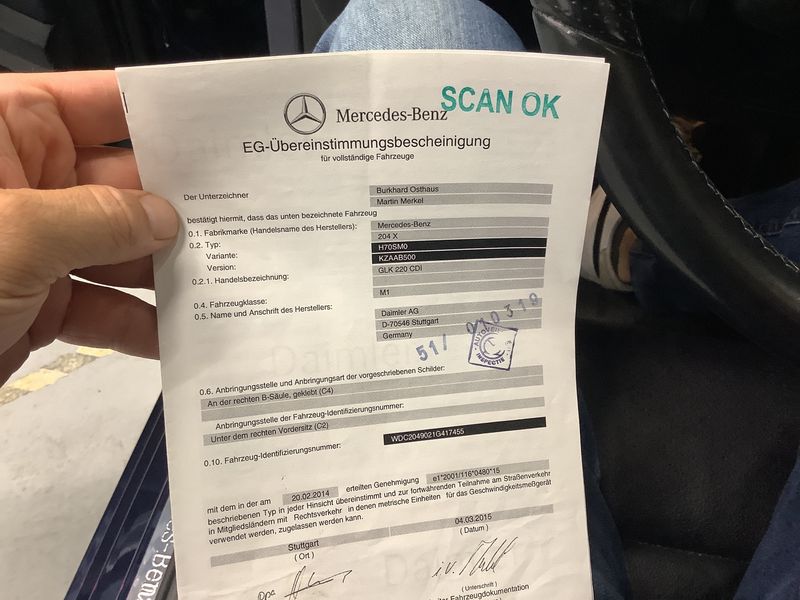 Mercedes-Benz
SCAN OK
EG-Übereinstimmungsbescheinigung
für vollständige Fahrzeuge
Der Unterzeichner
Burkhard Osthaus
Martin Merkel
bestätigt hiermit, dass das unten bezeichnete Fahrzeug
0.1. Fabrikmarke (Handelsname des Herstellers): Mercedes-Benz
0.2. Typ: 204 X
Variante: H70SM0
Version: KZAAB500
0.2.1. Handelsbezeichnung: GLK 220 CDI
0.4. Fahrzeugklasse: M1
0.5. Name und Anschrift des Herstellers: Daimler AG
D-70546 Stuttgart
Germany
51/ 010319
INSPECTIE
0.6. Anbringungsstelle und Anbringungsart der vorgeschriebenen Schilder:
An der rechten B-Säule, geklebt (C4)
Anbringungsstelle der Fahrzeug-Identifizierungsnummer:
Unter dem rechten Vordersitz (C2)
0.10. Fahrzeug-Identifizierungsnummer: WDC2049021G417455
mit dem in der am 20.02.2014 erteilten Genehmigung e1*2001/116*0480*15
beschriebenen Typ in jeder Hinsicht übereinstimmt und zur fortwährenden Teilnahme am Straßenverkehr
in Mitgliedsländern mit Rechtsverkehr in denen metrische Einheiten für das Geschwindigkeitsmeßgerät
verwendet werden, zugelassen werden kann.
Stuttgart 04.03.2015
( Ort ) ( Datum )
ppa
i.v.
( Unterschrift )
Fahrzeugdokumentation